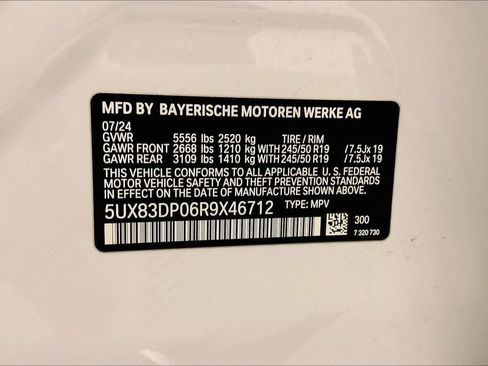 MFD BY BAYERISCHE MOTOREN WERKE AG
07/24
GVWR 5556 lbs 2520 kg TIRE / RIM
GAWR FRONT 2668 lbs 1210 kg WITH 245/50 R19 / 7.5Jx 19
GAWR REAR 3109 lbs 1410 kg WITH 245/50 R19 / 7.5Jx 19
THIS VEHICLE CONFORMS TO ALL APPLICABLE U.S. FEDERAL
MOTOR VEHICLE SAFETY AND THEFT PREVENTION STANDARDS
IN EFFECT ON THE DATE OF MANUFACTURE SHOWN ABOVE.
5UX83DP06R9X46712 TYPE: MPV
300
7 320 730